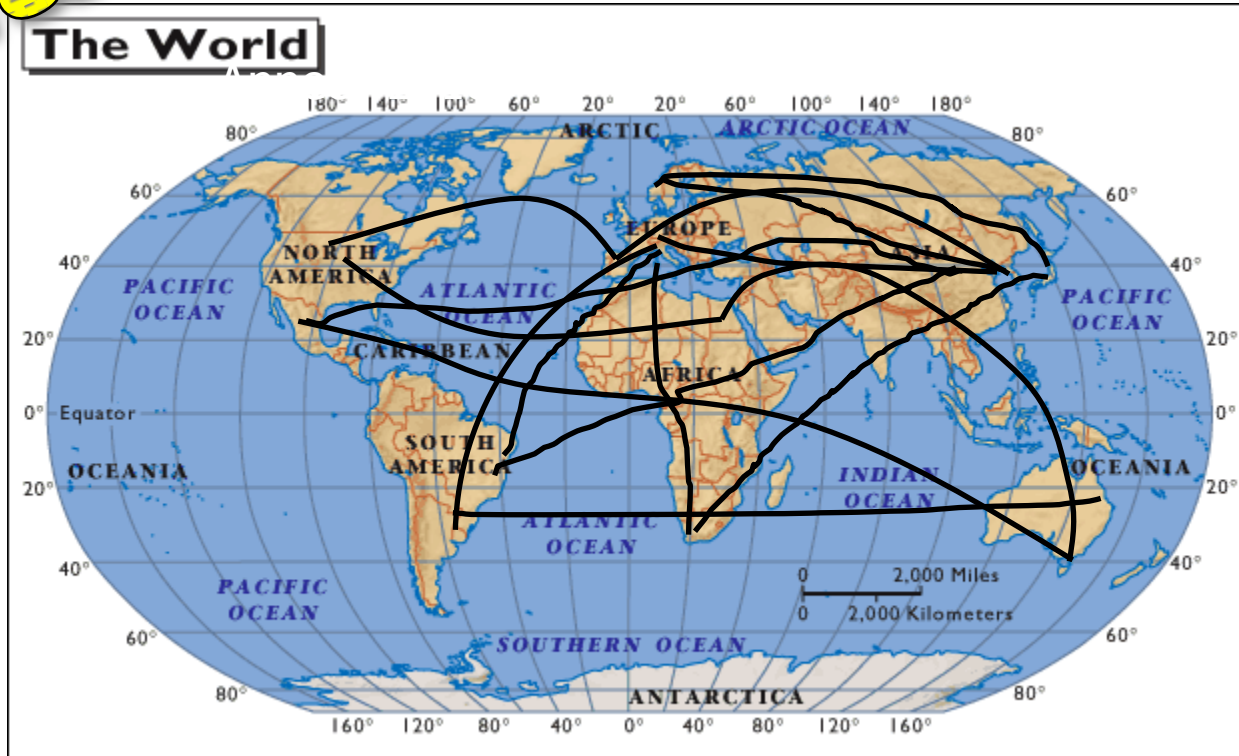 The World
180° 140° 100° 60° 20° 20° 60° 100° 140° 180°
80° ARCTIC ARCTIC OCEAN 80°
60° 60°
EUROPE
NORTH AMERICA ASIA
40° 40°
PACIFIC OCEAN ATLANTIC OCEAN PACIFIC OCEAN
20° 20°
CARIBBEAN
AFRICA
0° Equator 0°
SOUTH AMERICA
OCEANIA OCEANIA
INDIAN OCEAN
20° 20°
ATLANTIC OCEAN
40° 40°
0 2,000 Miles
0 2,000 Kilometers
PACIFIC OCEAN
60° SOUTHERN OCEAN 60°
80° ANTARCTICA 80°
160° 120° 80° 40° 0° 40° 80° 120° 160°